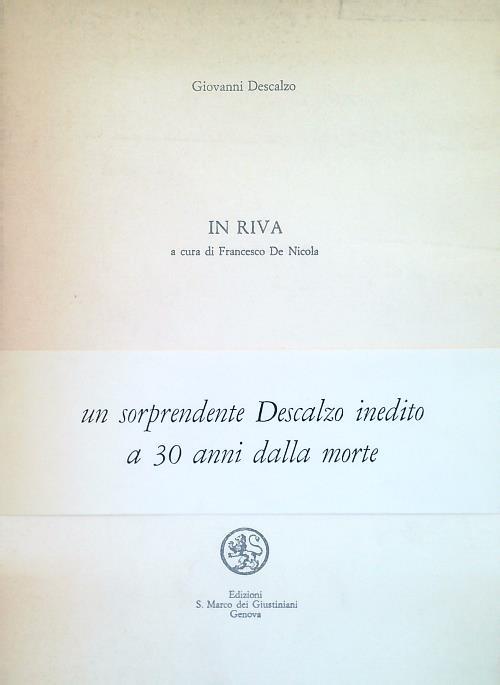 Giovanni Descalzo
IN RIVA
a cura di Francesco De Nicola
un sorprendente Descalzo inedito
a 30 anni dalla morte
Edizioni
S. Marco dei Giustiniani
Genova